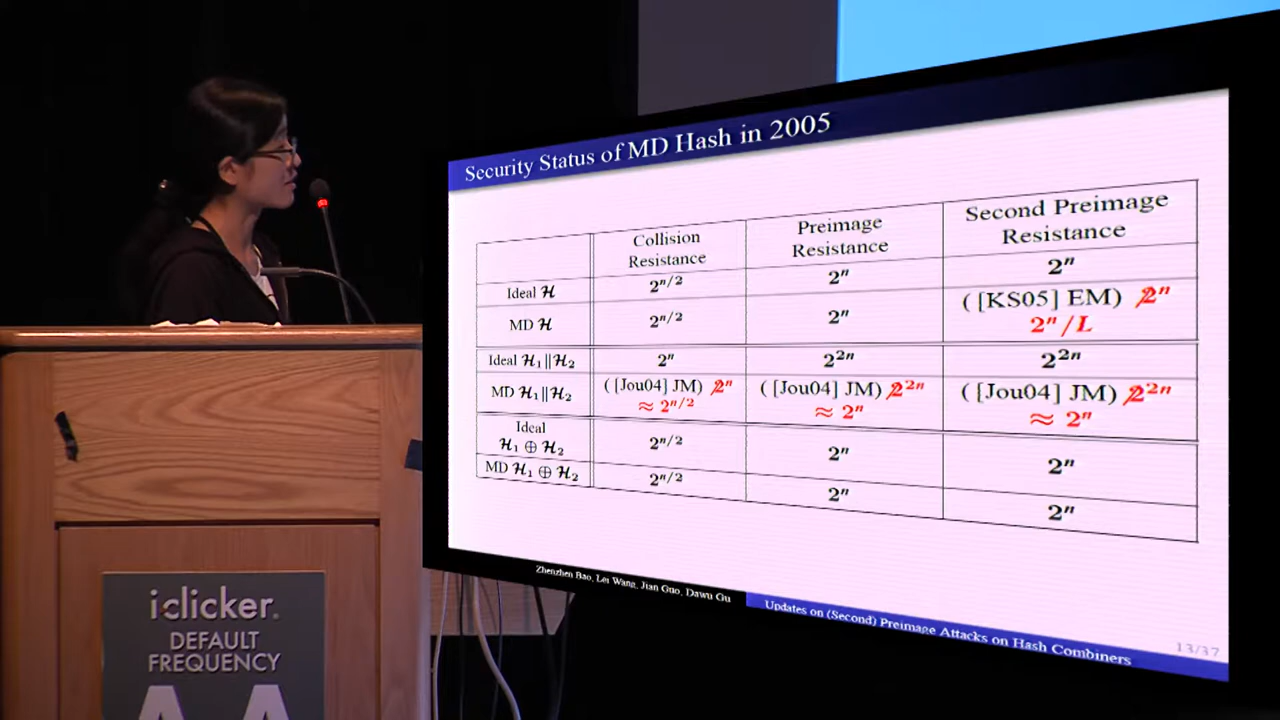 Security Status of MD Hash in 2005
Collision Resistance
Preimage Resistance
Second Preimage Resistance
Ideal 𝓗 2^{n/2} 2^n 2^n
MD 𝓗 2^{n/2} 2^n ( [KS05] EM) 2^n
2^n/L
Ideal 𝓗₁‖𝓗₂ 2^n 2^{2n} 2^{2n}
MD 𝓗₁‖𝓗₂ ( [Jou04] JM) 2^n ( [Jou04] JM) 2^{2n} ( [Jou04] JM) 2^{2n}
≈ 2^{n/2} ≈ 2^n ≈ 2^n
Ideal
𝓗₁ ⊕ 𝓗₂ 2^{n/2} 2^n 2^n
MD 𝓗₁ ⊕ 𝓗₂ 2^{n/2} 2^n 2^n
Zhenzhen Bao, Lei Wang, Jian Guo, Dawu Gu
Updates on (Second) Preimage Attacks on Hash Combiners
13/37
iclicker.
DEFAULT
FREQUENCY
AA